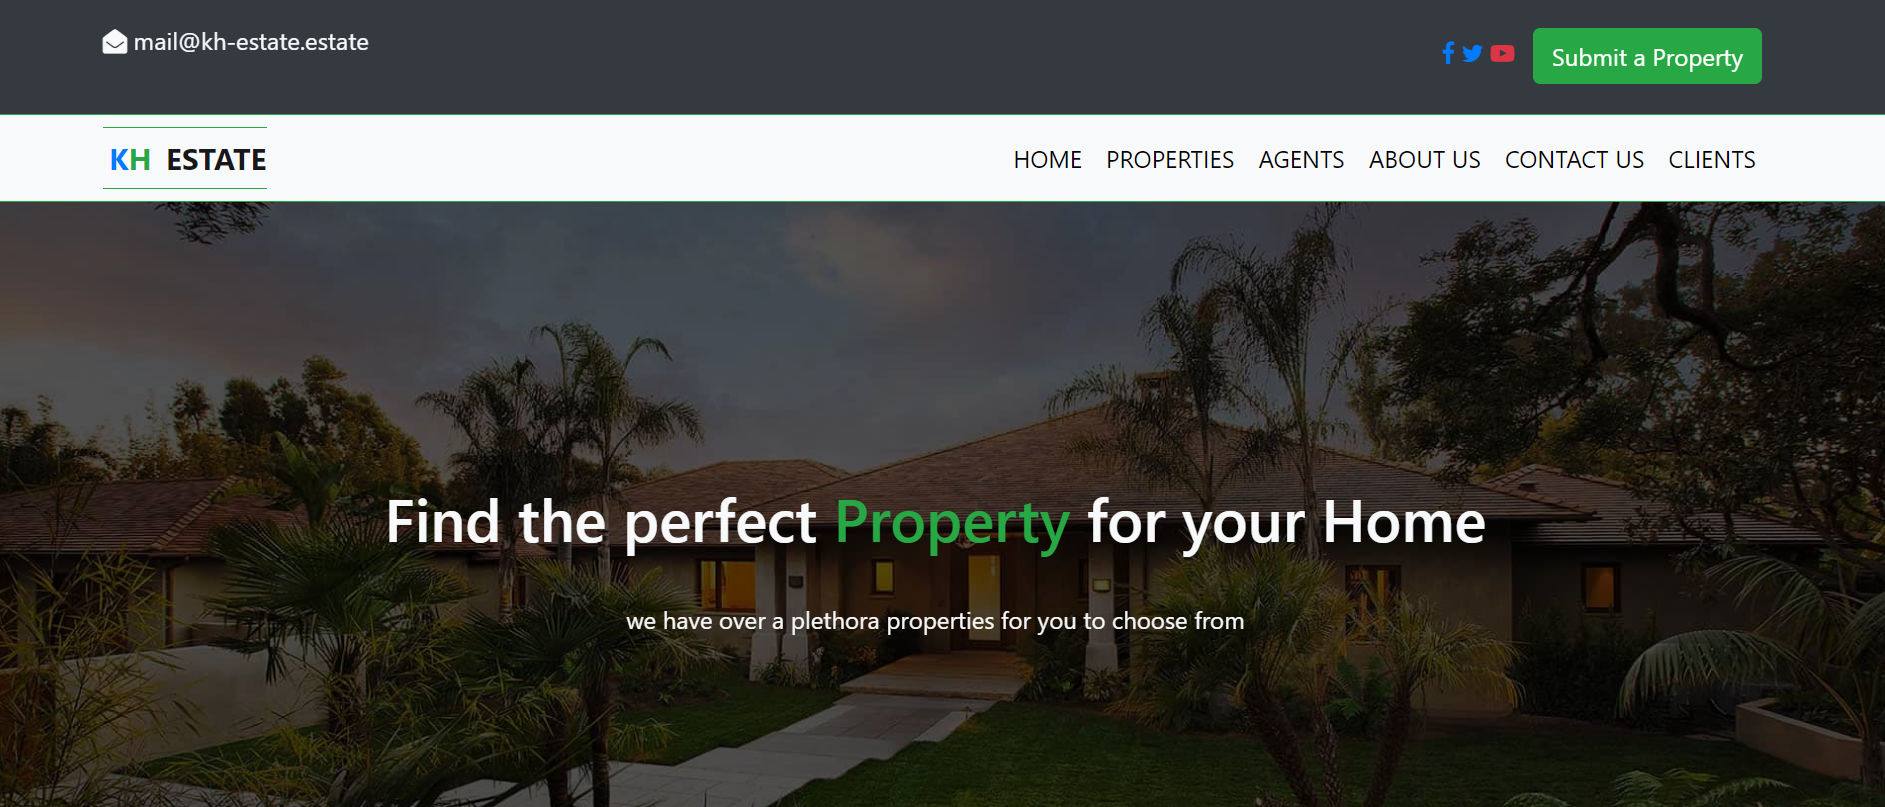 mail@kh-estate.estate
Submit a Property
KH ESTATE
HOME PROPERTIES AGENTS ABOUT US CONTACT US CLIENTS
Find the perfect Property for your Home
we have over a plethora properties for you to choose from